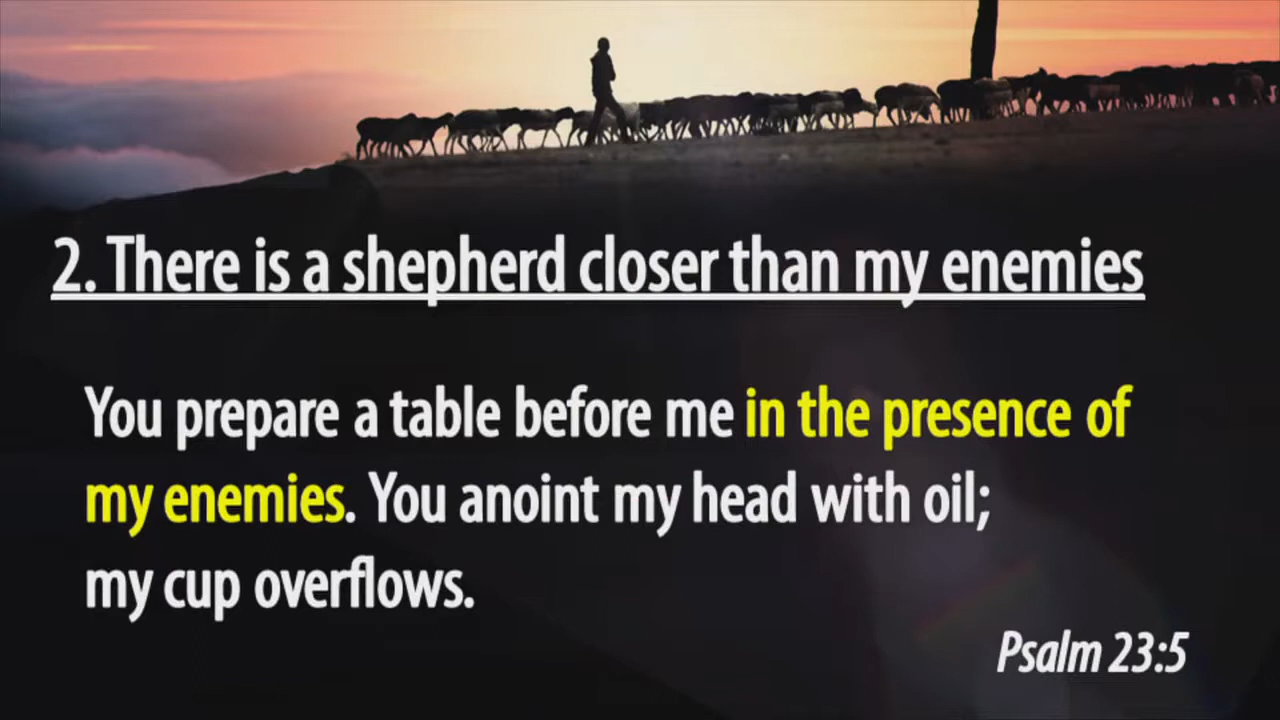 2. There is a shepherd closer than my enemies
You prepare a table before me in the presence of
my enemies. You anoint my head with oil;
my cup overflows.
Psalm 23:5